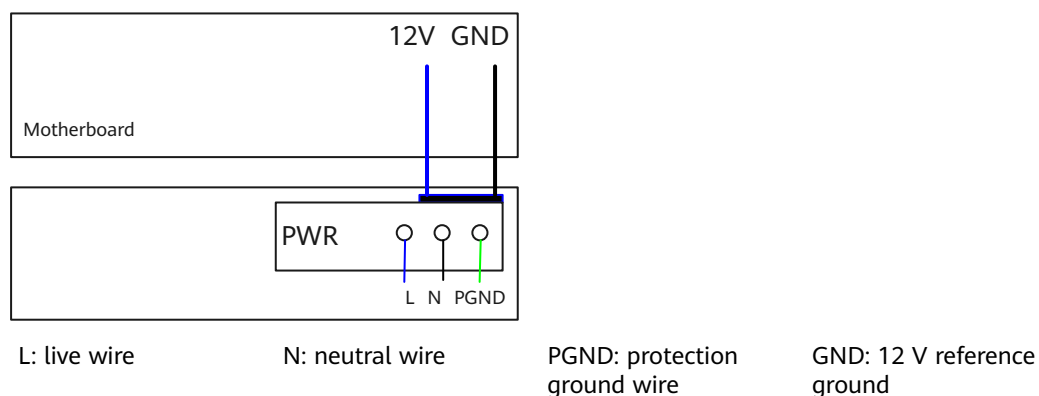 12V GND
Motherboard
PWR
L N PGND
L: live wire
N: neutral wire
PGND: protection
ground wire
GND: 12 V reference
ground